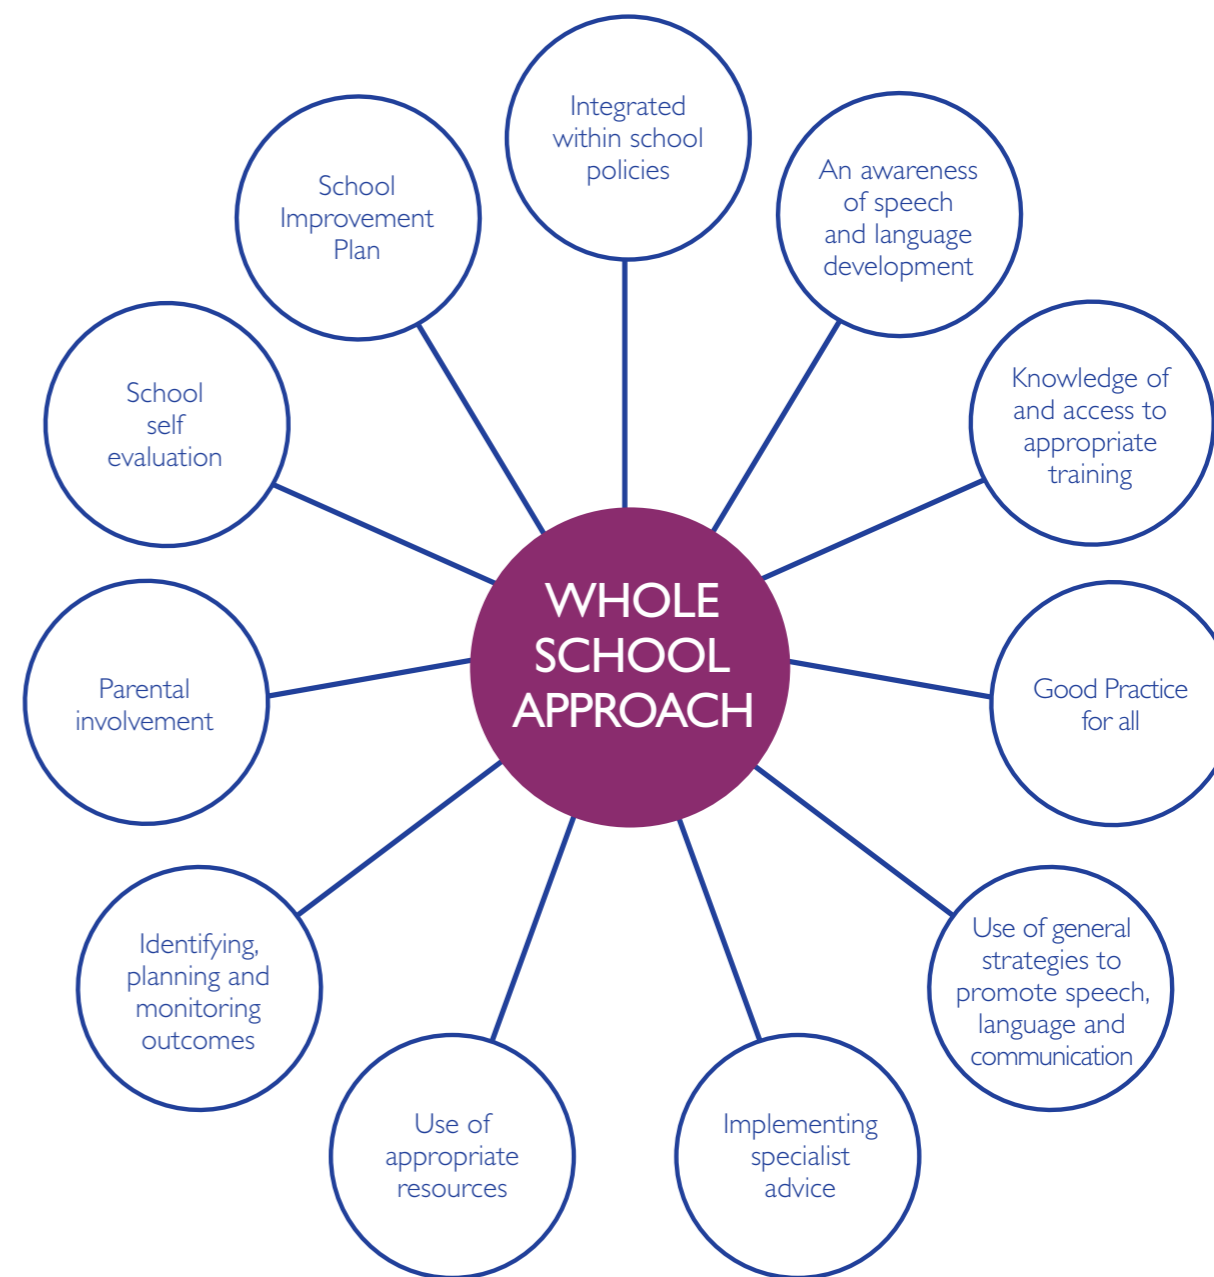 Integrated
within school
policies
An awareness
of speech
and language
development
Knowledge of
and access to
appropriate
training
Good Practice
for all
Use of general
strategies to
promote speech,
language and
communication
Implementing
specialist
advice
Use of
appropriate
resources
Identifying,
planning and
monitoring
outcomes
Parental
involvement
School
self
evaluation
School
Improvement
Plan
WHOLE
SCHOOL
APPROACH